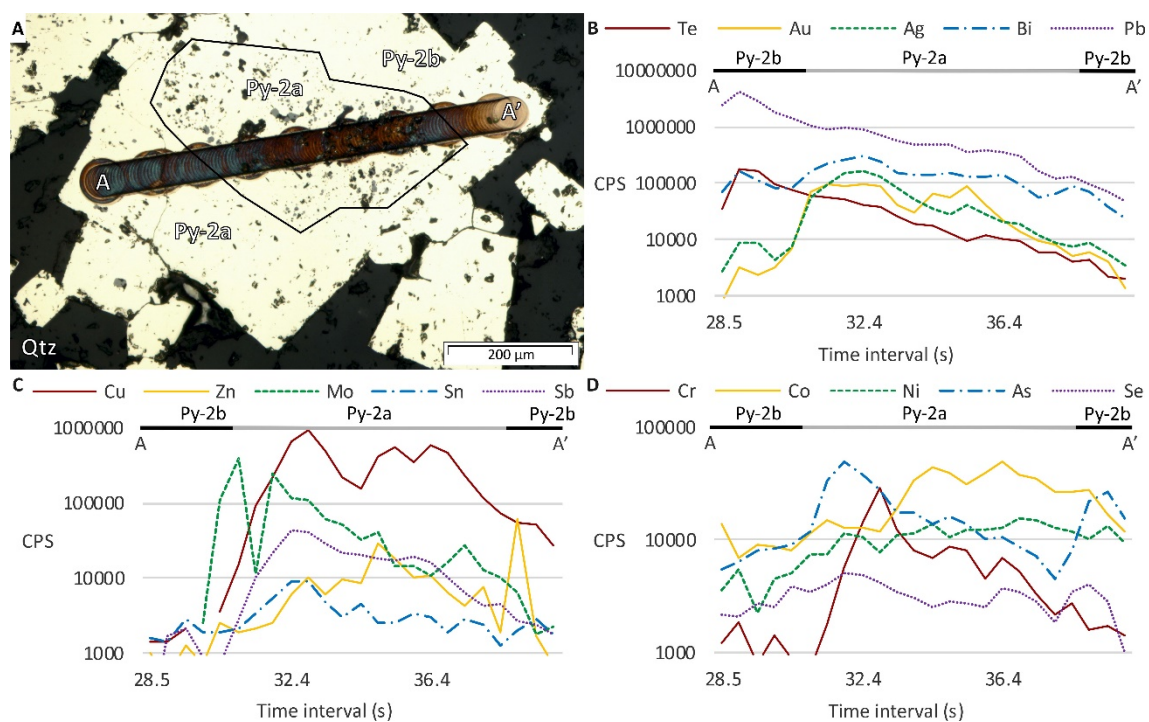 A
Py-2b
Py-2a
A'
A
Py-2a
Qtz
200 µm
B
Te Au Ag Bi Pb
Py-2b Py-2a Py-2b
10000000
A A'
1000000
CPS
100000
10000
1000
28.5 32.4 36.4
Time interval (s)
C
Cu Zn Mo Sn Sb
Py-2b Py-2a Py-2b
1000000
A A'
100000
CPS
10000
1000
28.5 32.4 36.4
Time interval (s)
D
Cr Co Ni As Se
Py-2b Py-2a Py-2b
100000
A A'
CPS
10000
1000
28.5 32.4 36.4
Time interval (s)